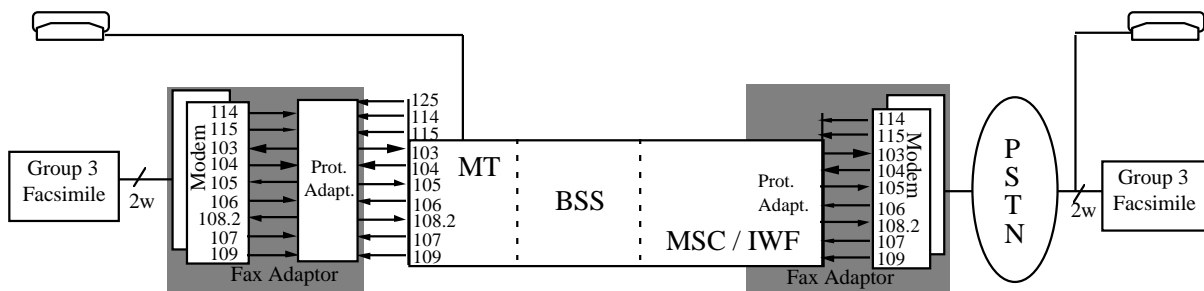 Group 3
Facsimile
2w
Modem
114
115
103
104
105
106
108.2
107
109
Prot.
Adapt.
Fax Adaptor
125
114
115
103
104
105
106
108.2
107
109
MT
BSS
MSC / IWF
Prot.
Adapt.
Fax Adaptor
114
115
103
104
105
106
108.2
107
109
Modem
P
S
T
N
2w
Group 3
Facsimile